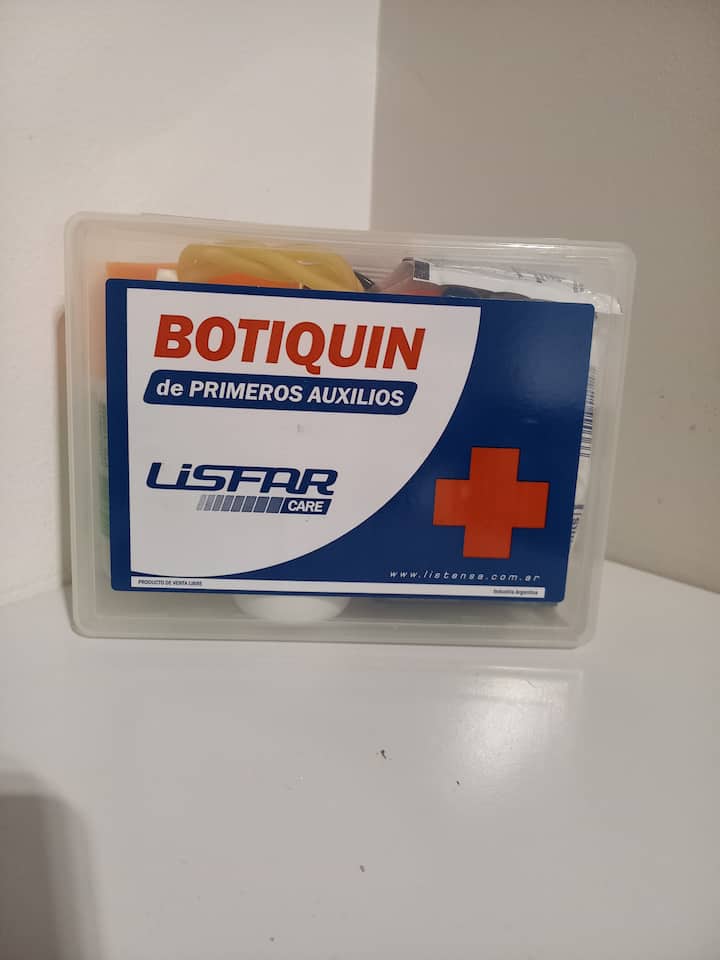 BOTIQUIN
de PRIMEROS AUXILIOS
LiSFAR
CARE
www.listensa.com.ar
PRODUCTO DE VENTA LIBRE
Industria Argentina